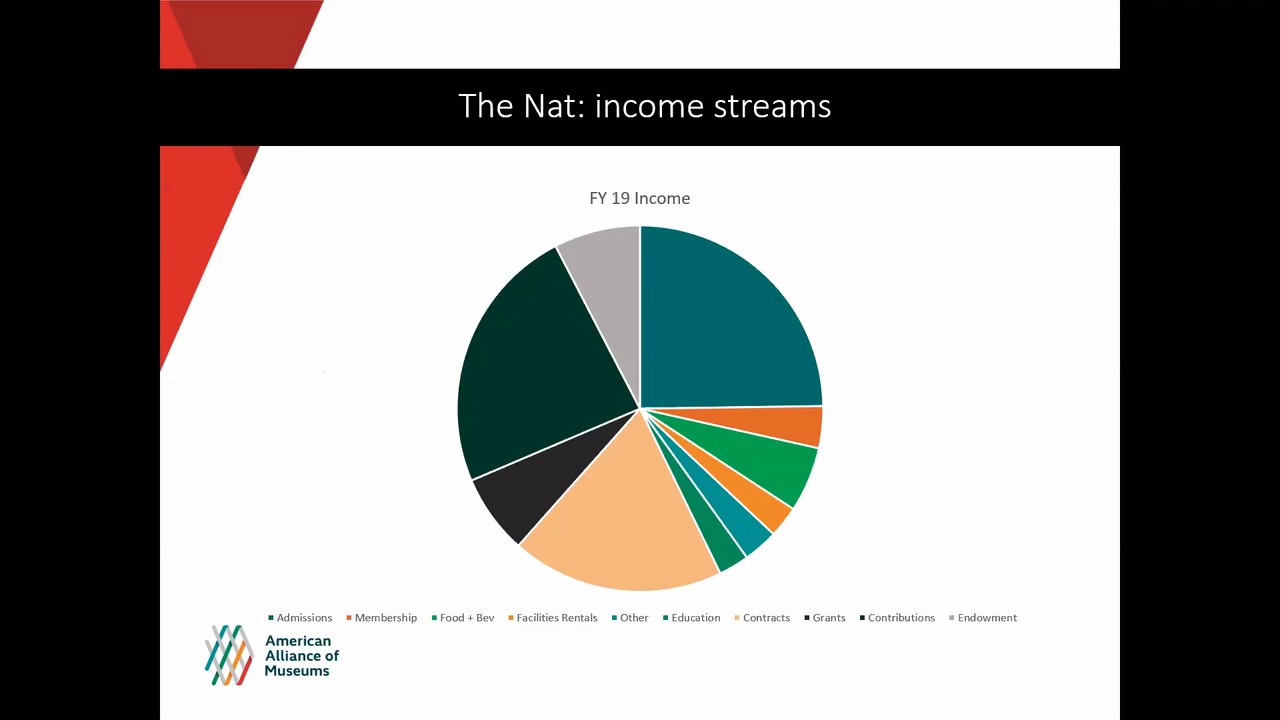 The Nat: income streams
FY 19 Income
Admissions Membership Food + Bev Facilities Rentals Other Education Contracts Grants Contributions Endowment
American
Alliance of
Museums